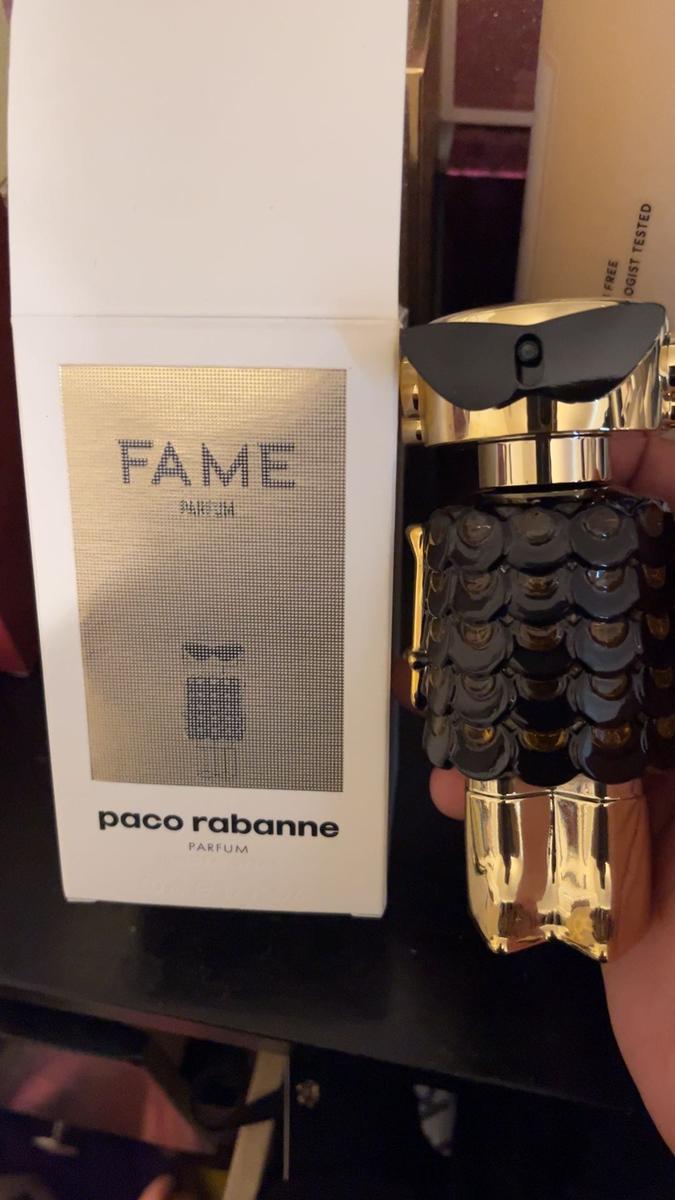 FREE
OGIST TESTED
FAME
PARFUM
paco rabanne
PARFUM